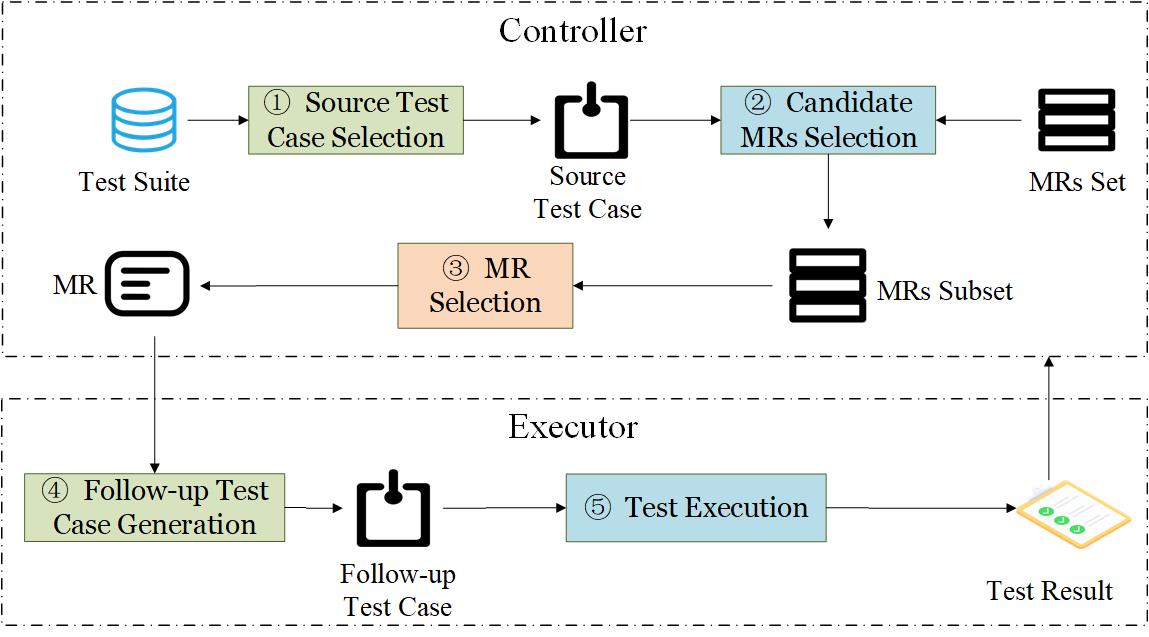 Controller
① Source Test
Case Selection
② Candidate
MRs Selection
Test Suite
Source
Test Case
MRs Set
MR
③ MR
Selection
MRs Subset
Executor
④ Follow-up Test
Case Generation
⑤ Test Execution
Follow-up
Test Case
Test Result